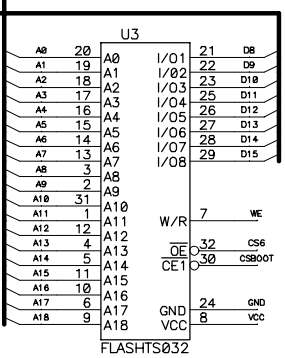 U3
A0 20 A0 I/O1 21 D8
A1 19 A1 I/O2 22 D9
A2 18 A2 I/O3 23 D10
A3 17 A3 I/O4 25 D11
A4 16 A4 I/O5 26 D12
A5 15 A5 I/O6 27 D13
A6 14 A6 I/O7 28 D14
A7 13 A7 I/O8 29 D15
A8 3 A8
A9 2 A9
A10 31 A10
A11 1 A11 W/R 7 WE
A12 12 A12
A13 4 A13 OE 32 CS6
A14 5 A14 CE1 30 CSBOOT
A15 11 A15
A16 10 A16
A17 6 A17 GND 24 GND
A18 9 A18 VCC 8 VCC
FLASHTS032